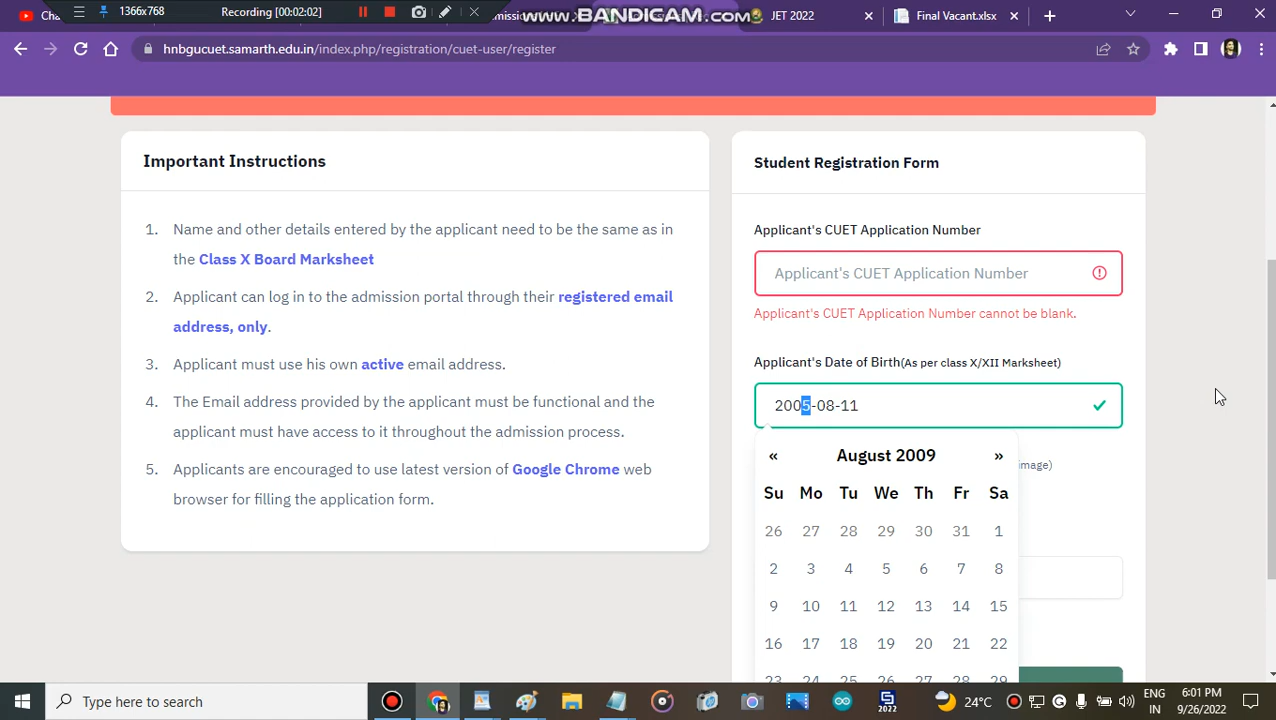 1366x768
Recording [00:02:02]
www.BANDICAM.com
JET 2022
Final Vacant.xlsx
hnbgucuet.samarth.edu.in/index.php/registration/cuet-user/register
Important Instructions
1. Name and other details entered by the applicant need to be the same as in
the Class X Board Marksheet
2. Applicant can log in to the admission portal through their registered email
address, only.
3. Applicant must use his own active email address.
4. The Email address provided by the applicant must be functional and the
applicant must have access to it throughout the admission process.
5. Applicants are encouraged to use latest version of Google Chrome web
browser for filling the application form.
Student Registration Form
Applicant's CUET Application Number
Applicant's CUET Application Number
Applicant's CUET Application Number cannot be blank.
Applicant's Date of Birth(As per class X/XII Marksheet)
2005-08-11
image)
« August 2009 »
Su Mo Tu We Th Fr Sa
26 27 28 29 30 31 1
2 3 4 5 6 7 8
9 10 11 12 13 14 15
16 17 18 19 20 21 22
23 24 25 26 27 28 29
Type here to search
2022
24°C
ENG
IN
6:01 PM
9/26/2022